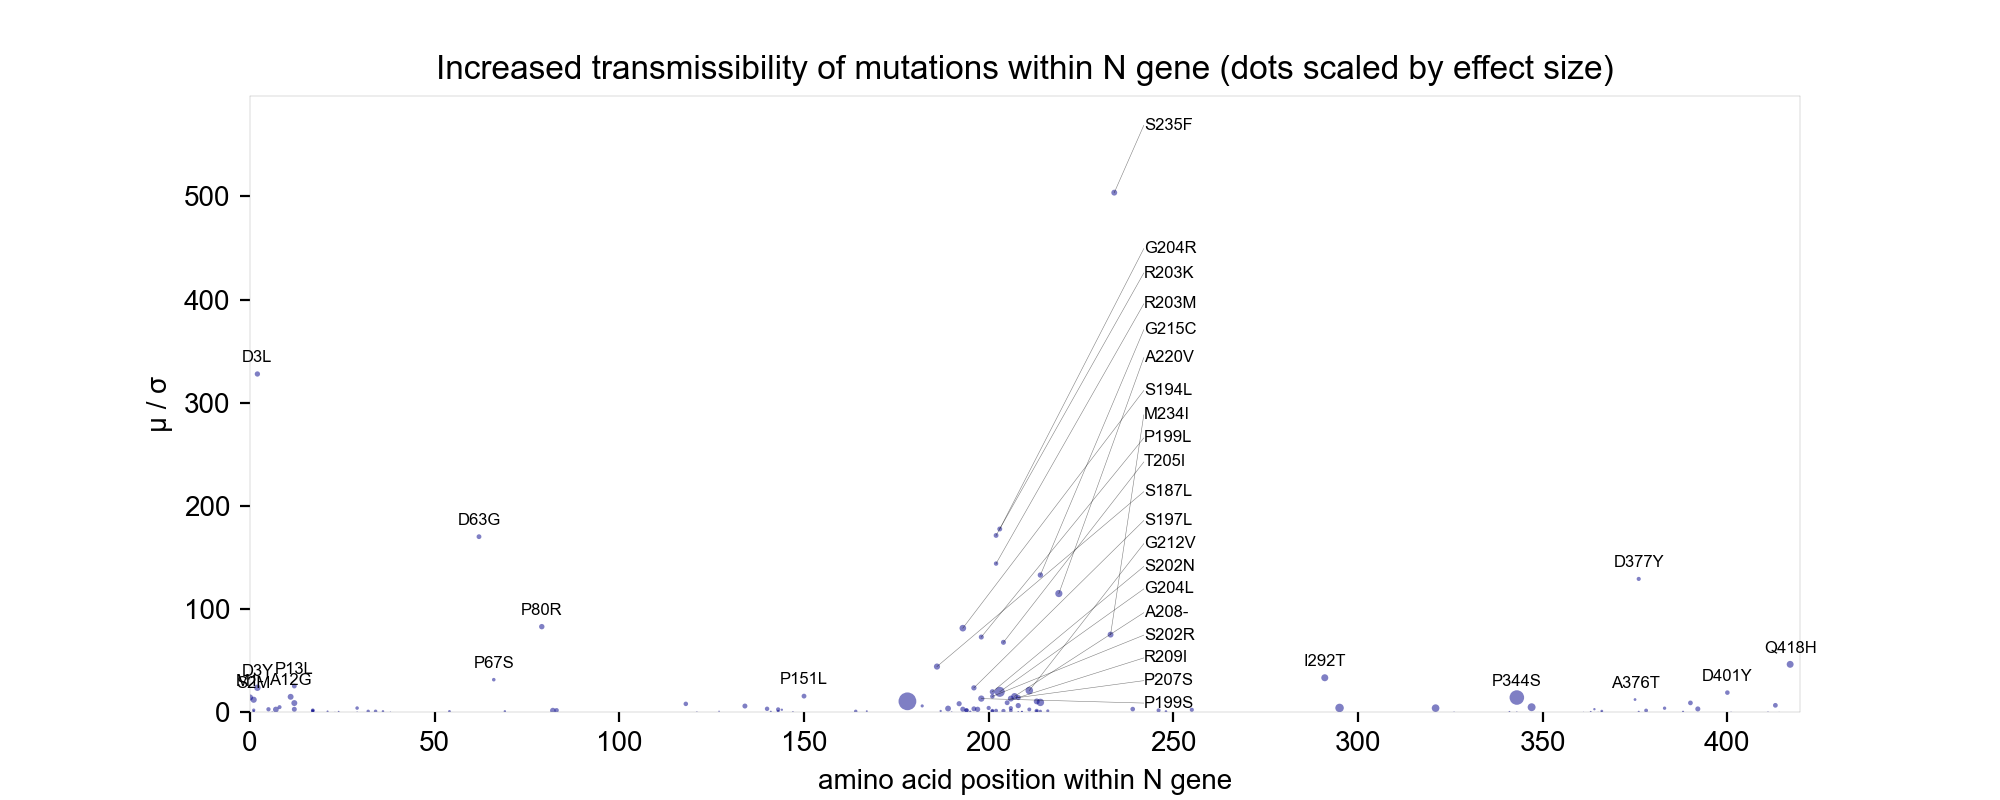 Increased transmissibility of mutations within N gene (dots scaled by effect size)
S235F
500
G204R
R203K
400
R203M
G215C
D3L
A220V
S194L
300
M234I
P199L
T205I
S187L
200
D63G
S197L
G212V
D377Y
S202N
G204L
100
P80R
A208-
S202R
Q418H
R209I
P67S
I292T
D3Y
P13L
P151L
P207S
P344S
A376T
D401Y
A12G
P199S
0
μ / σ
0 50 100 150 200 250 300 350 400
amino acid position within N gene